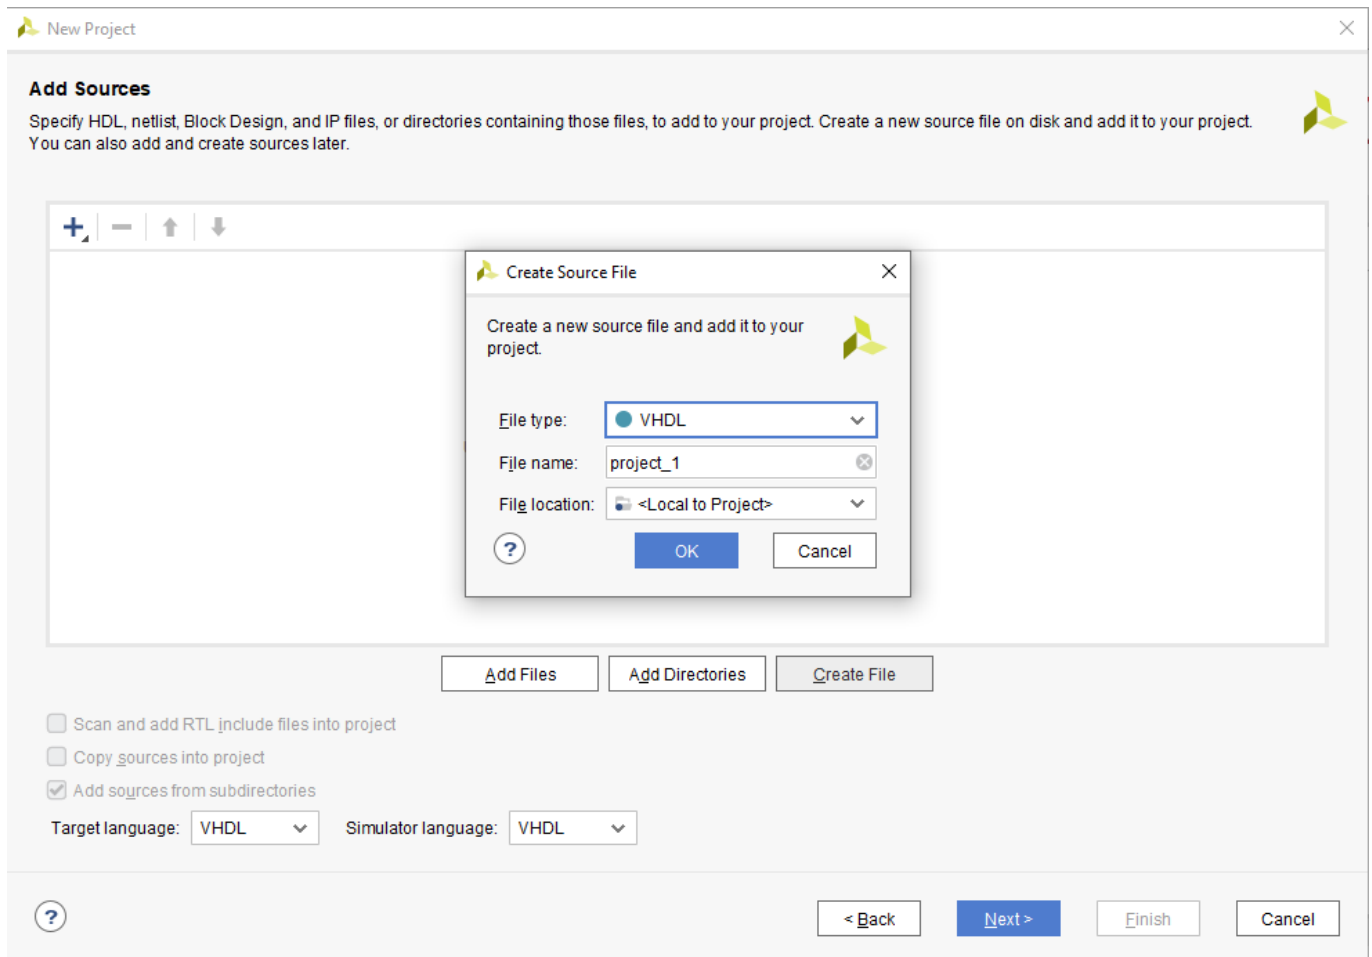 New Project
Add Sources
Specify HDL, netlist, Block Design, and IP files, or directories containing those files, to add to your project. Create a new source file on disk and add it to your project.
You can also add and create sources later.
Create Source File
Create a new source file and add it to your
project.
File type: VHDL
File name: project_1
File location: <Local to Project>
? OK Cancel
Add Files Add Directories Create File
Scan and add RTL include files into project
Copy sources into project
Add sources from subdirectories
Target language: VHDL Simulator language: VHDL
? < Back Next > Finish Cancel